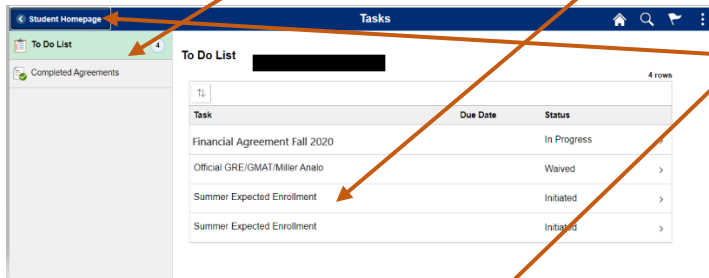 Student Homepage
Tasks
To Do List 4
Completed Agreements
To Do List
4 rows
Task Due Date Status
Financial Agreement Fall 2020 In Progress
Official GRE/GMAT/Miller Analo Waived
Summer Expected Enrollment Initiated
Summer Expected Enrollment Initiated